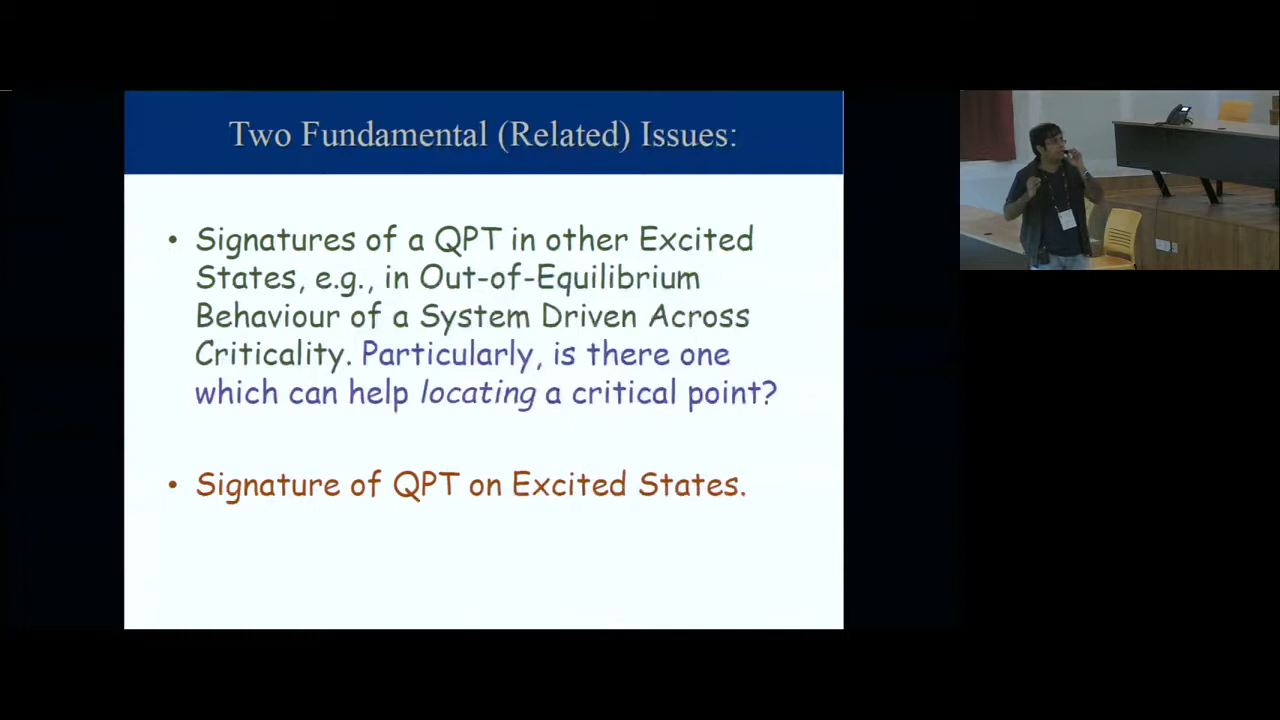 Two Fundamental (Related) Issues:
• Signatures of a QPT in other Excited
States, e.g., in Out-of-Equilibrium
Behaviour of a System Driven Across
Criticality. Particularly, is there one
which can help locating a critical point?
• Signature of QPT on Excited States.